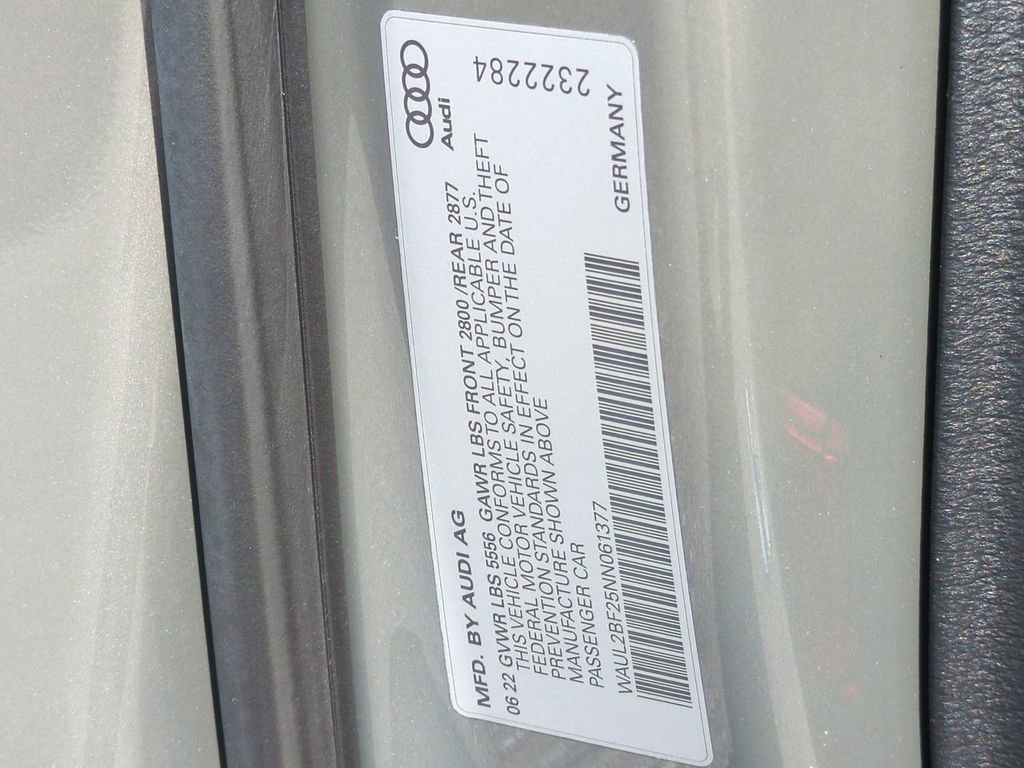 Audi
2322284
MFD. BY AUDI AG
06 22 GVWR LBS 5556 GAWR LBS FRONT 2800 /REAR 2877
THIS VEHICLE CONFORMS TO ALL APPLICABLE U.S.
FEDERAL MOTOR VEHICLE SAFETY, BUMPER AND THEFT
PREVENTION STANDARDS IN EFFECT ON THE DATE OF
MANUFACTURE SHOWN ABOVE
PASSENGER CAR
WAUL2BF25NN061377
GERMANY